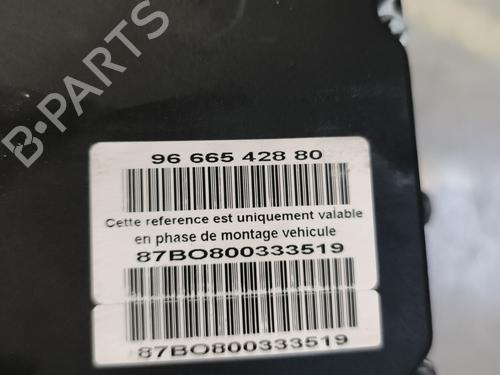 B-PARTS
96 665 428 80
Cette reference est uniquement valable
en phase de montage vehicule
87BO800333519
87BO800333519